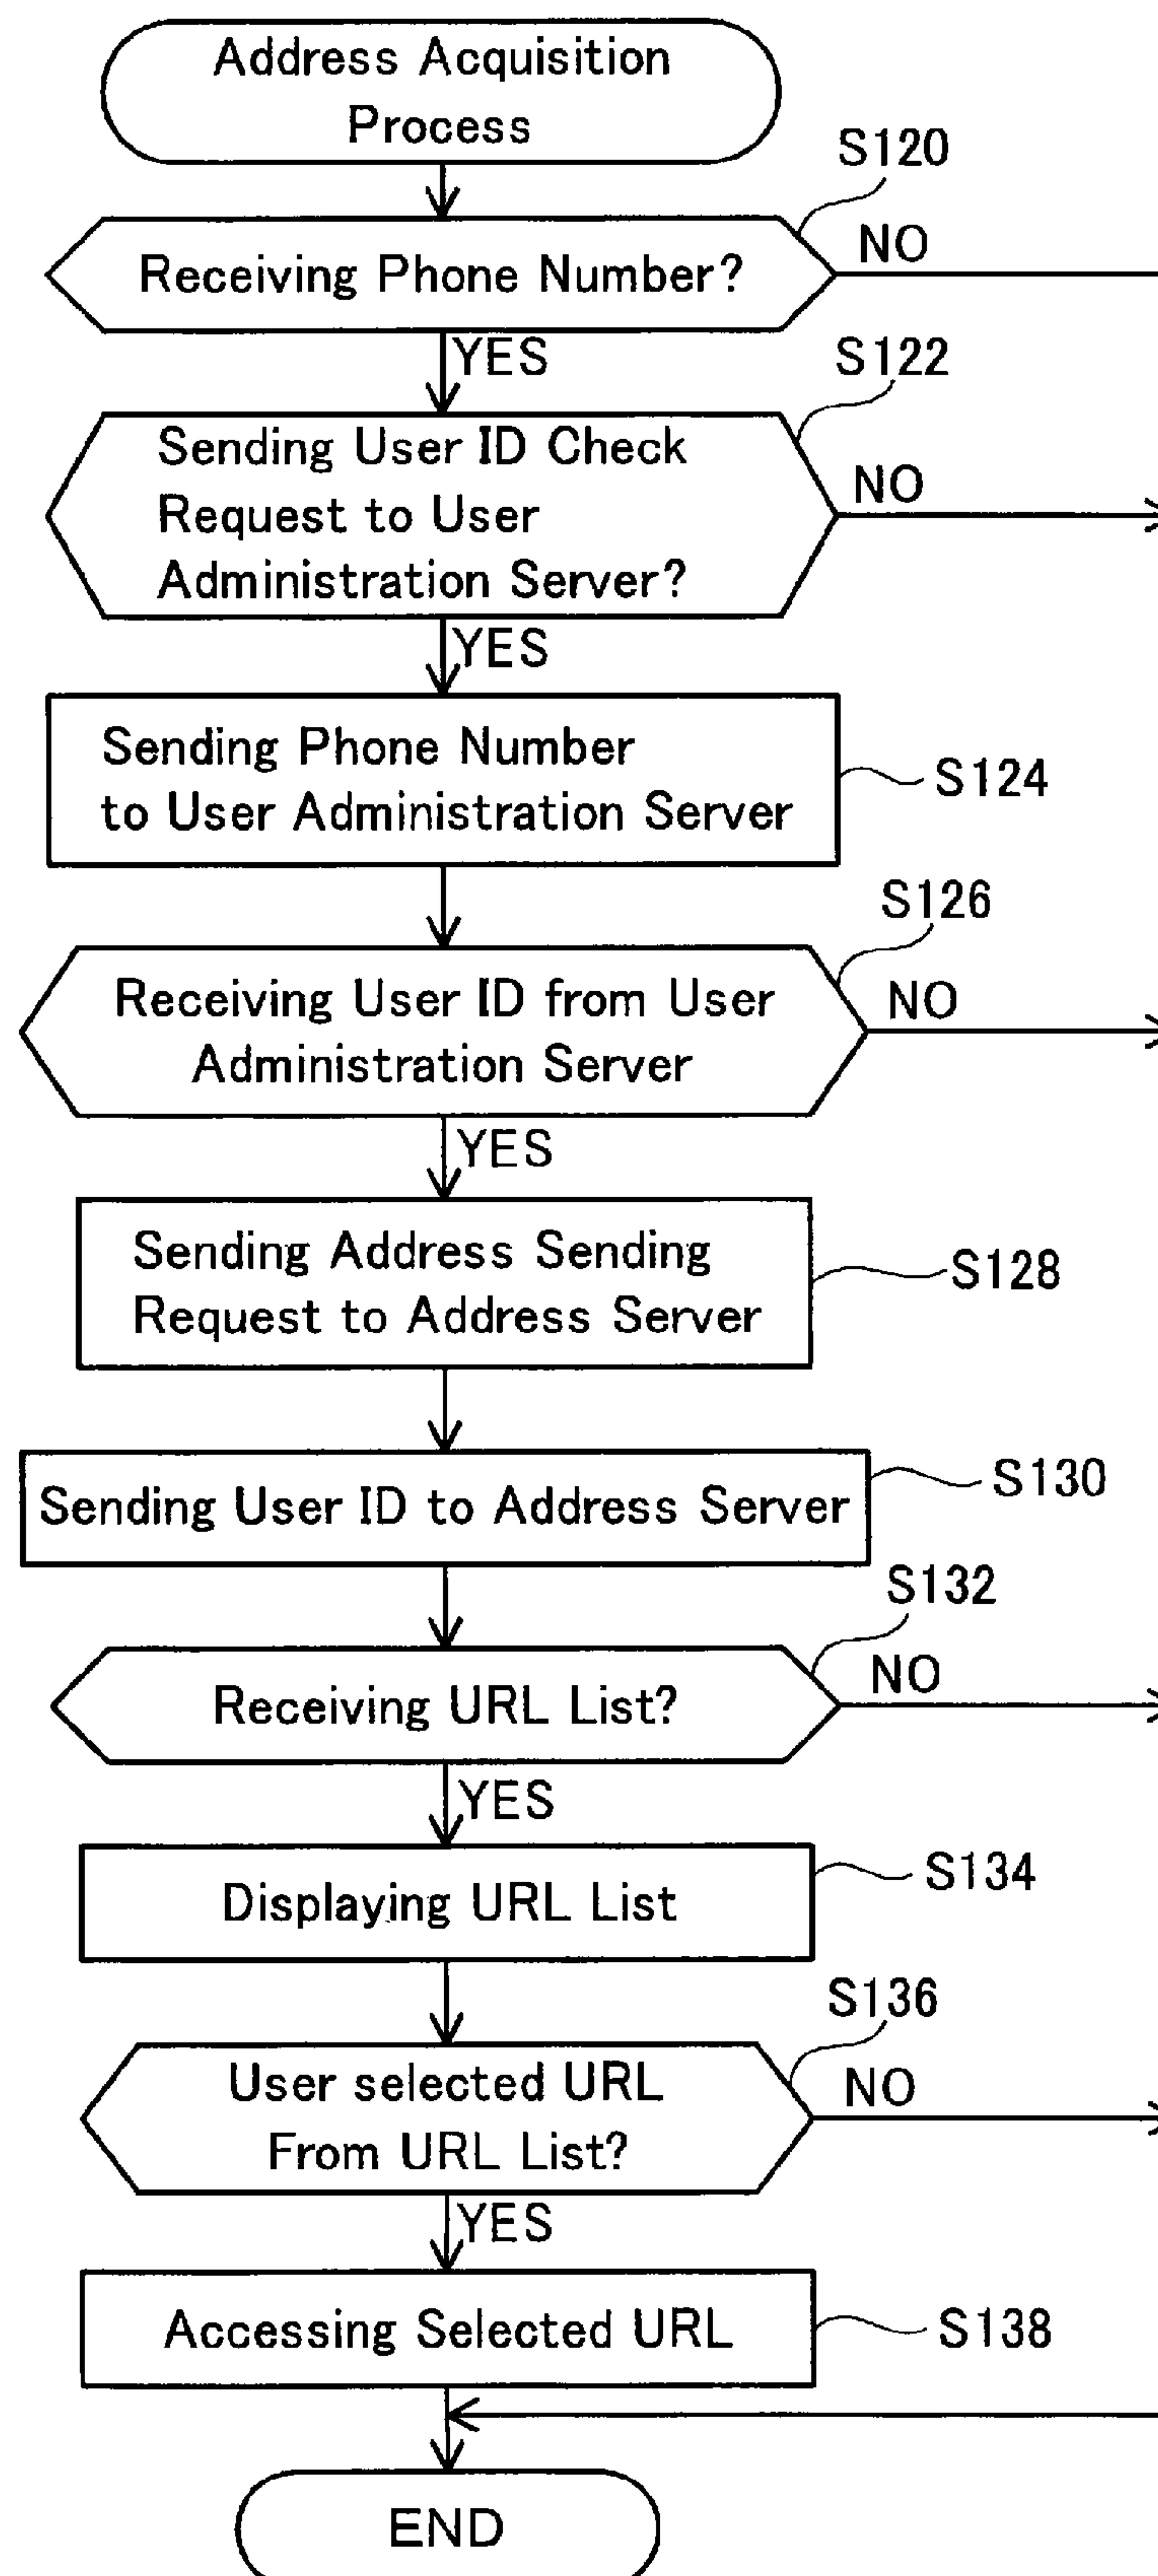 Address Acquisition
Process
S120
NO
Receiving Phone Number?
YES
S122
Sending User ID Check
Request to User
Administration Server?
NO
YES
Sending Phone Number
to User Administration Server
S124
S126
Receiving User ID from User
Administration Server
NO
YES
Sending Address Sending
Request to Address Server
S128
Sending User ID to Address Server
S130
S132
Receiving URL List?
NO
YES
Displaying URL List
S134
S136
User selected URL
From URL List?
NO
YES
Accessing Selected URL
S138
END